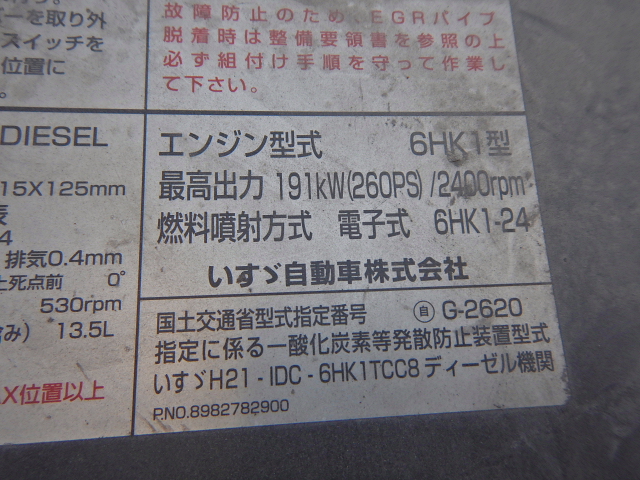 ーを取り外
スイッチを
位置に
故障防止のため EGRパイプ
脱着時は整備要領書を参照の上
必ず組付け手順を守って作業し
て下さい。
DIESEL
15X125mm
4
排気0.4mm
上死点前 0°
530rpm
13.5L
X位置以上
エンジン型式 6HK1型
最高出力 191kW(260PS)/2400rpm
燃料噴射方式 電子式 6HK1-24
いすゞ自動車株式会社
国土交通省型式指定番号 自 G-2620
指定に係る一酸化炭素等発散防止装置型式
いすゞH21-IDC-6HK1TCC8ディーゼル機関
P.NO.8982782900